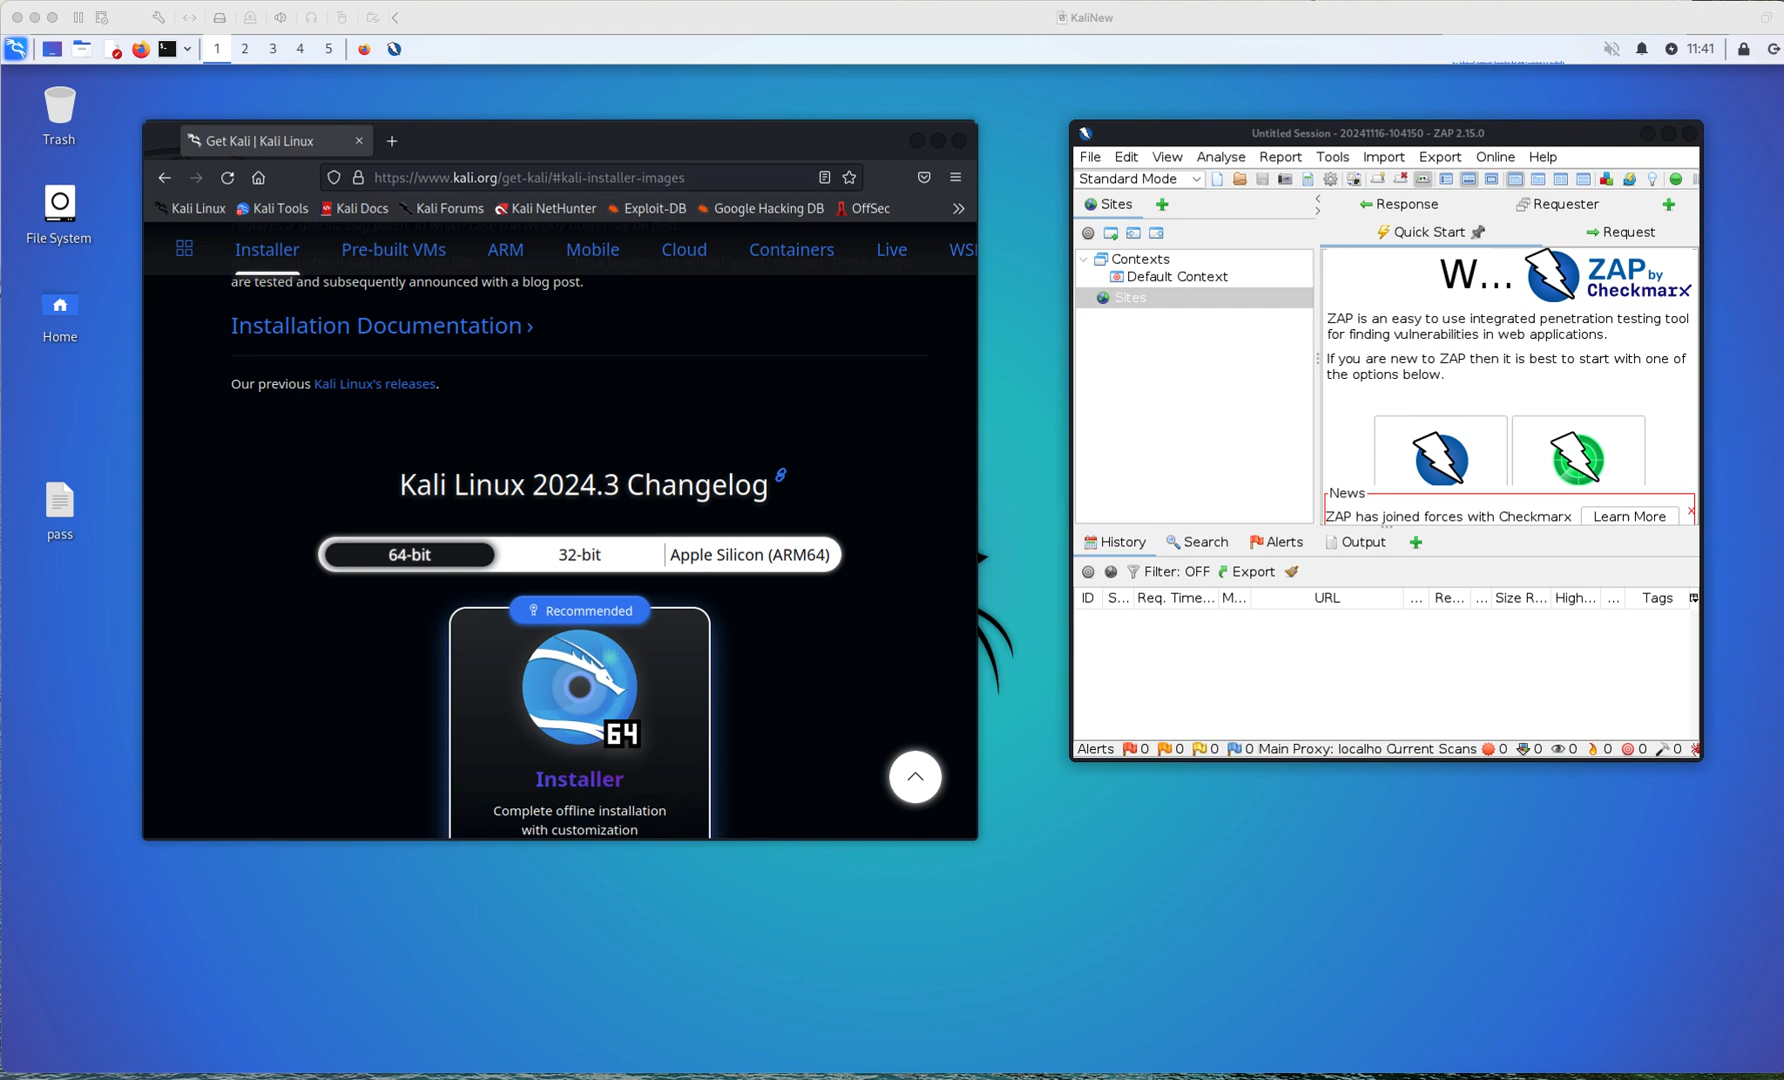 KaliNew
1 2 3 4 5
11:41
Trash
File System
Home
pass
Get Kali | Kali Linux
https://www.kali.org/get-kali/#kali-installer-images
Kali Linux Kali Tools Kali Docs Kali Forums Kali NetHunter Exploit-DB Google Hacking DB OffSec
Installer Pre-built VMs ARM Mobile Cloud Containers Live WSL
are tested and subsequently announced with a blog post.
Installation Documentation ›
Our previous Kali Linux's releases.
Kali Linux 2024.3 Changelog
64-bit 32-bit Apple Silicon (ARM64)
Recommended
64
Installer
Complete offline installation
with customization
Untitled Session - 20241116-104150 - ZAP 2.15.0
File Edit View Analyse Report Tools Import Export Online Help
Standard Mode
Sites
Response Requester
Quick Start Request
Contexts
Default Context
Sites
W... ZAP by
Checkmarx
ZAP is an easy to use integrated penetration testing tool
for finding vulnerabilities in web applications.
If you are new to ZAP then it is best to start with one of
the options below.
News
ZAP has joined forces with Checkmarx Learn More x
History Search Alerts Output
Filter: OFF Export
ID S... Req. Time... M... URL ... Re... ... Size R... High... ... Tags
Alerts 0 0 0 0 Main Proxy: localho Current Scans 0 0 0 0 0 0